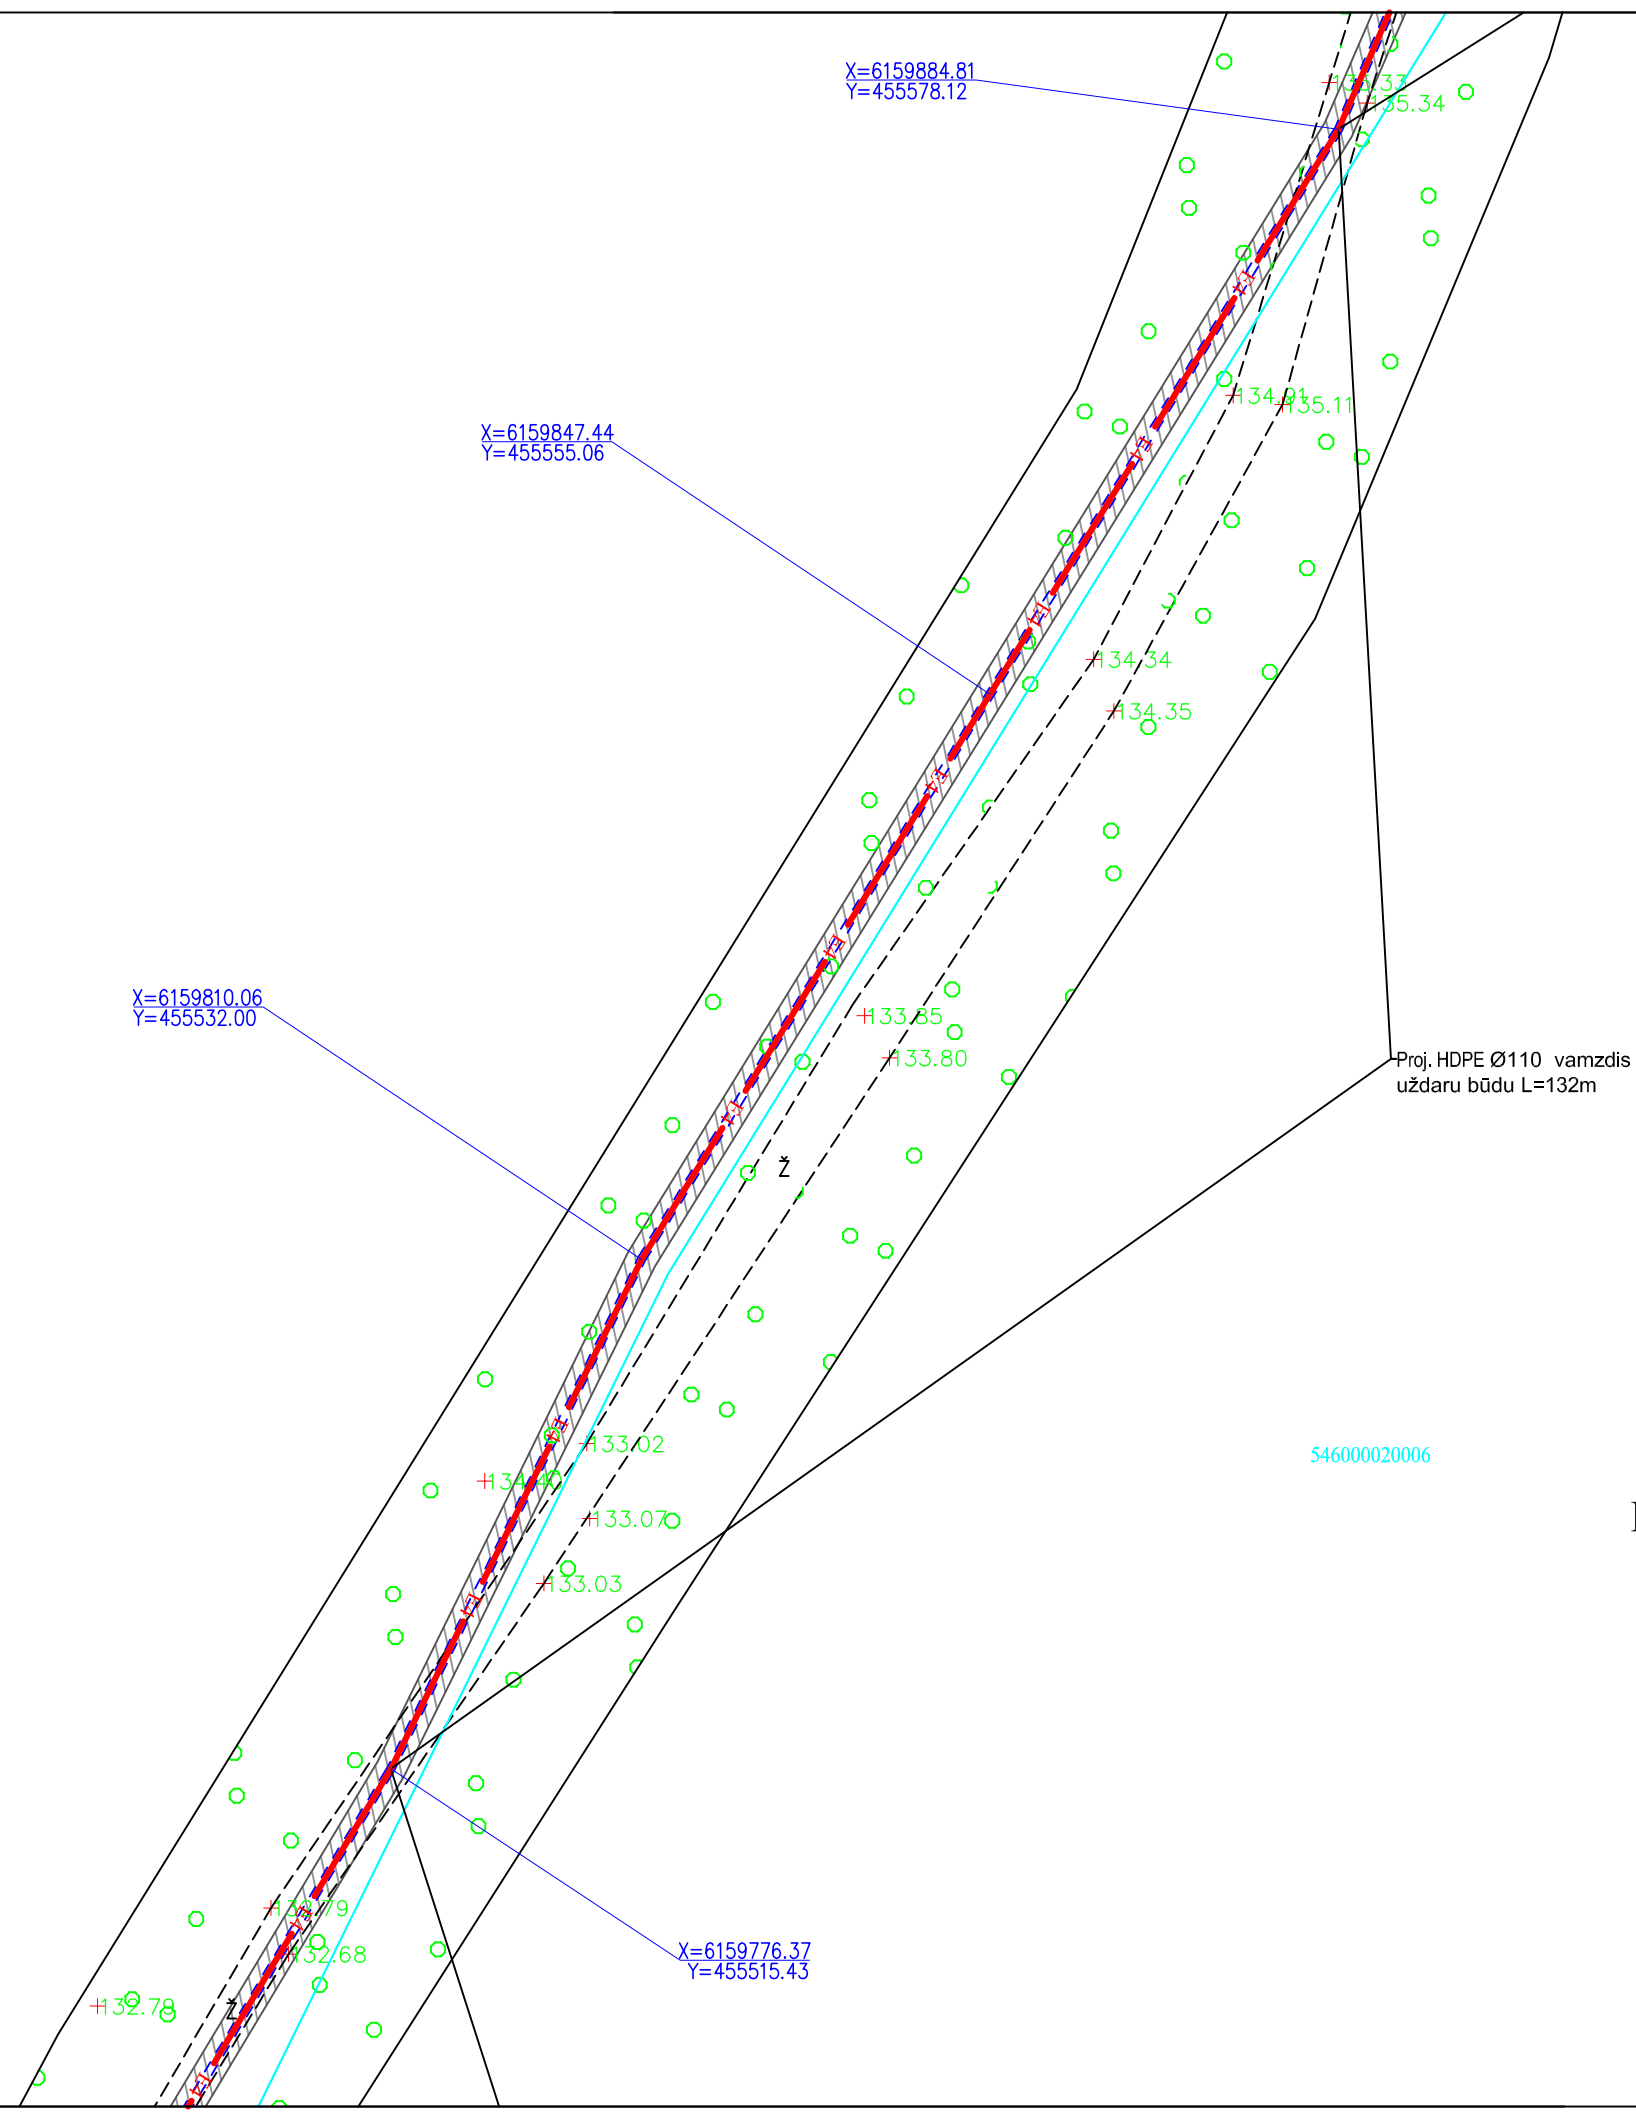 X=6159884.81
Y=455578.12
135.34
X=6159847.44
Y=455555.06
134.91
135.11
134.34
134.35
X=6159810.06
Y=455532.00
133.85
133.80
Proj. HDPE Ø110 vamzdis
uždaru būdu L=132m
Ž
133.02
546000020006
133.07
133.03
132.68
X=6159776.37
Y=455515.43
Ž